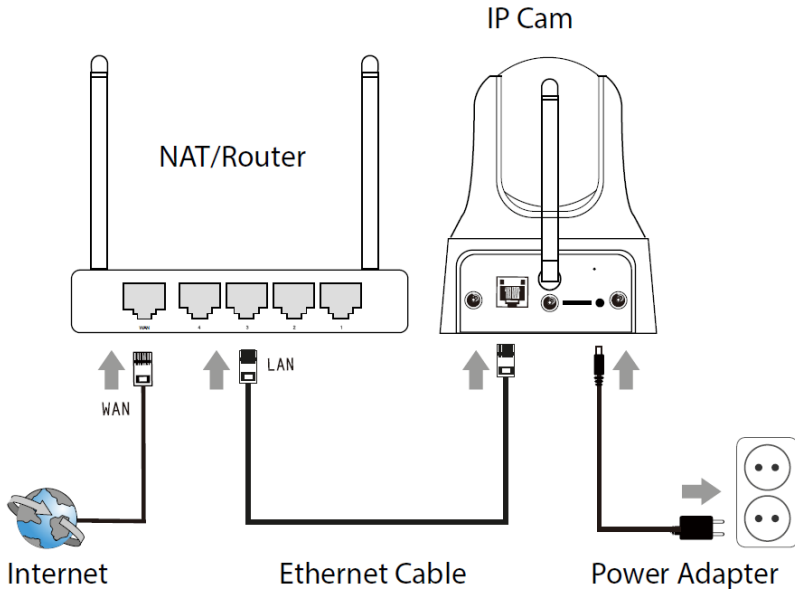 IP Cam
NAT/Router
WAN 4 3 2 1
LAN
WAN
Internet
Ethernet Cable
Power Adapter